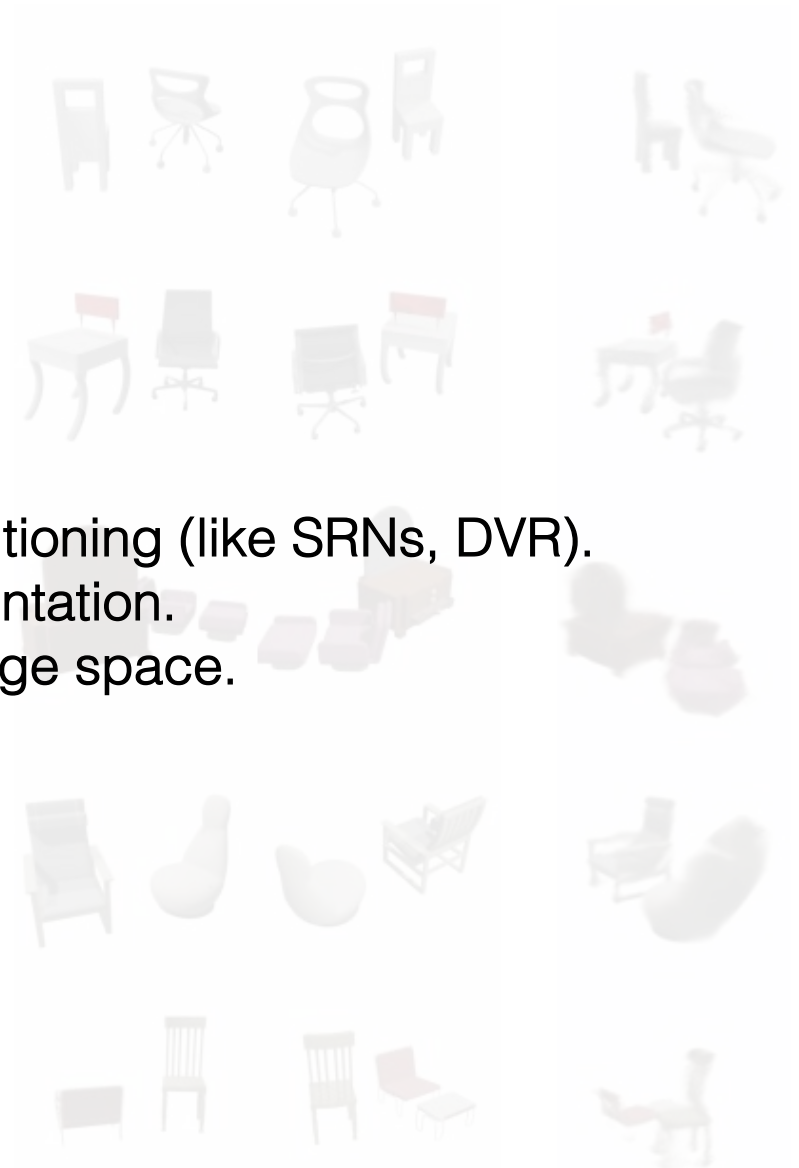 tioning (like SRNs, DVR).
ntation.
ge space.